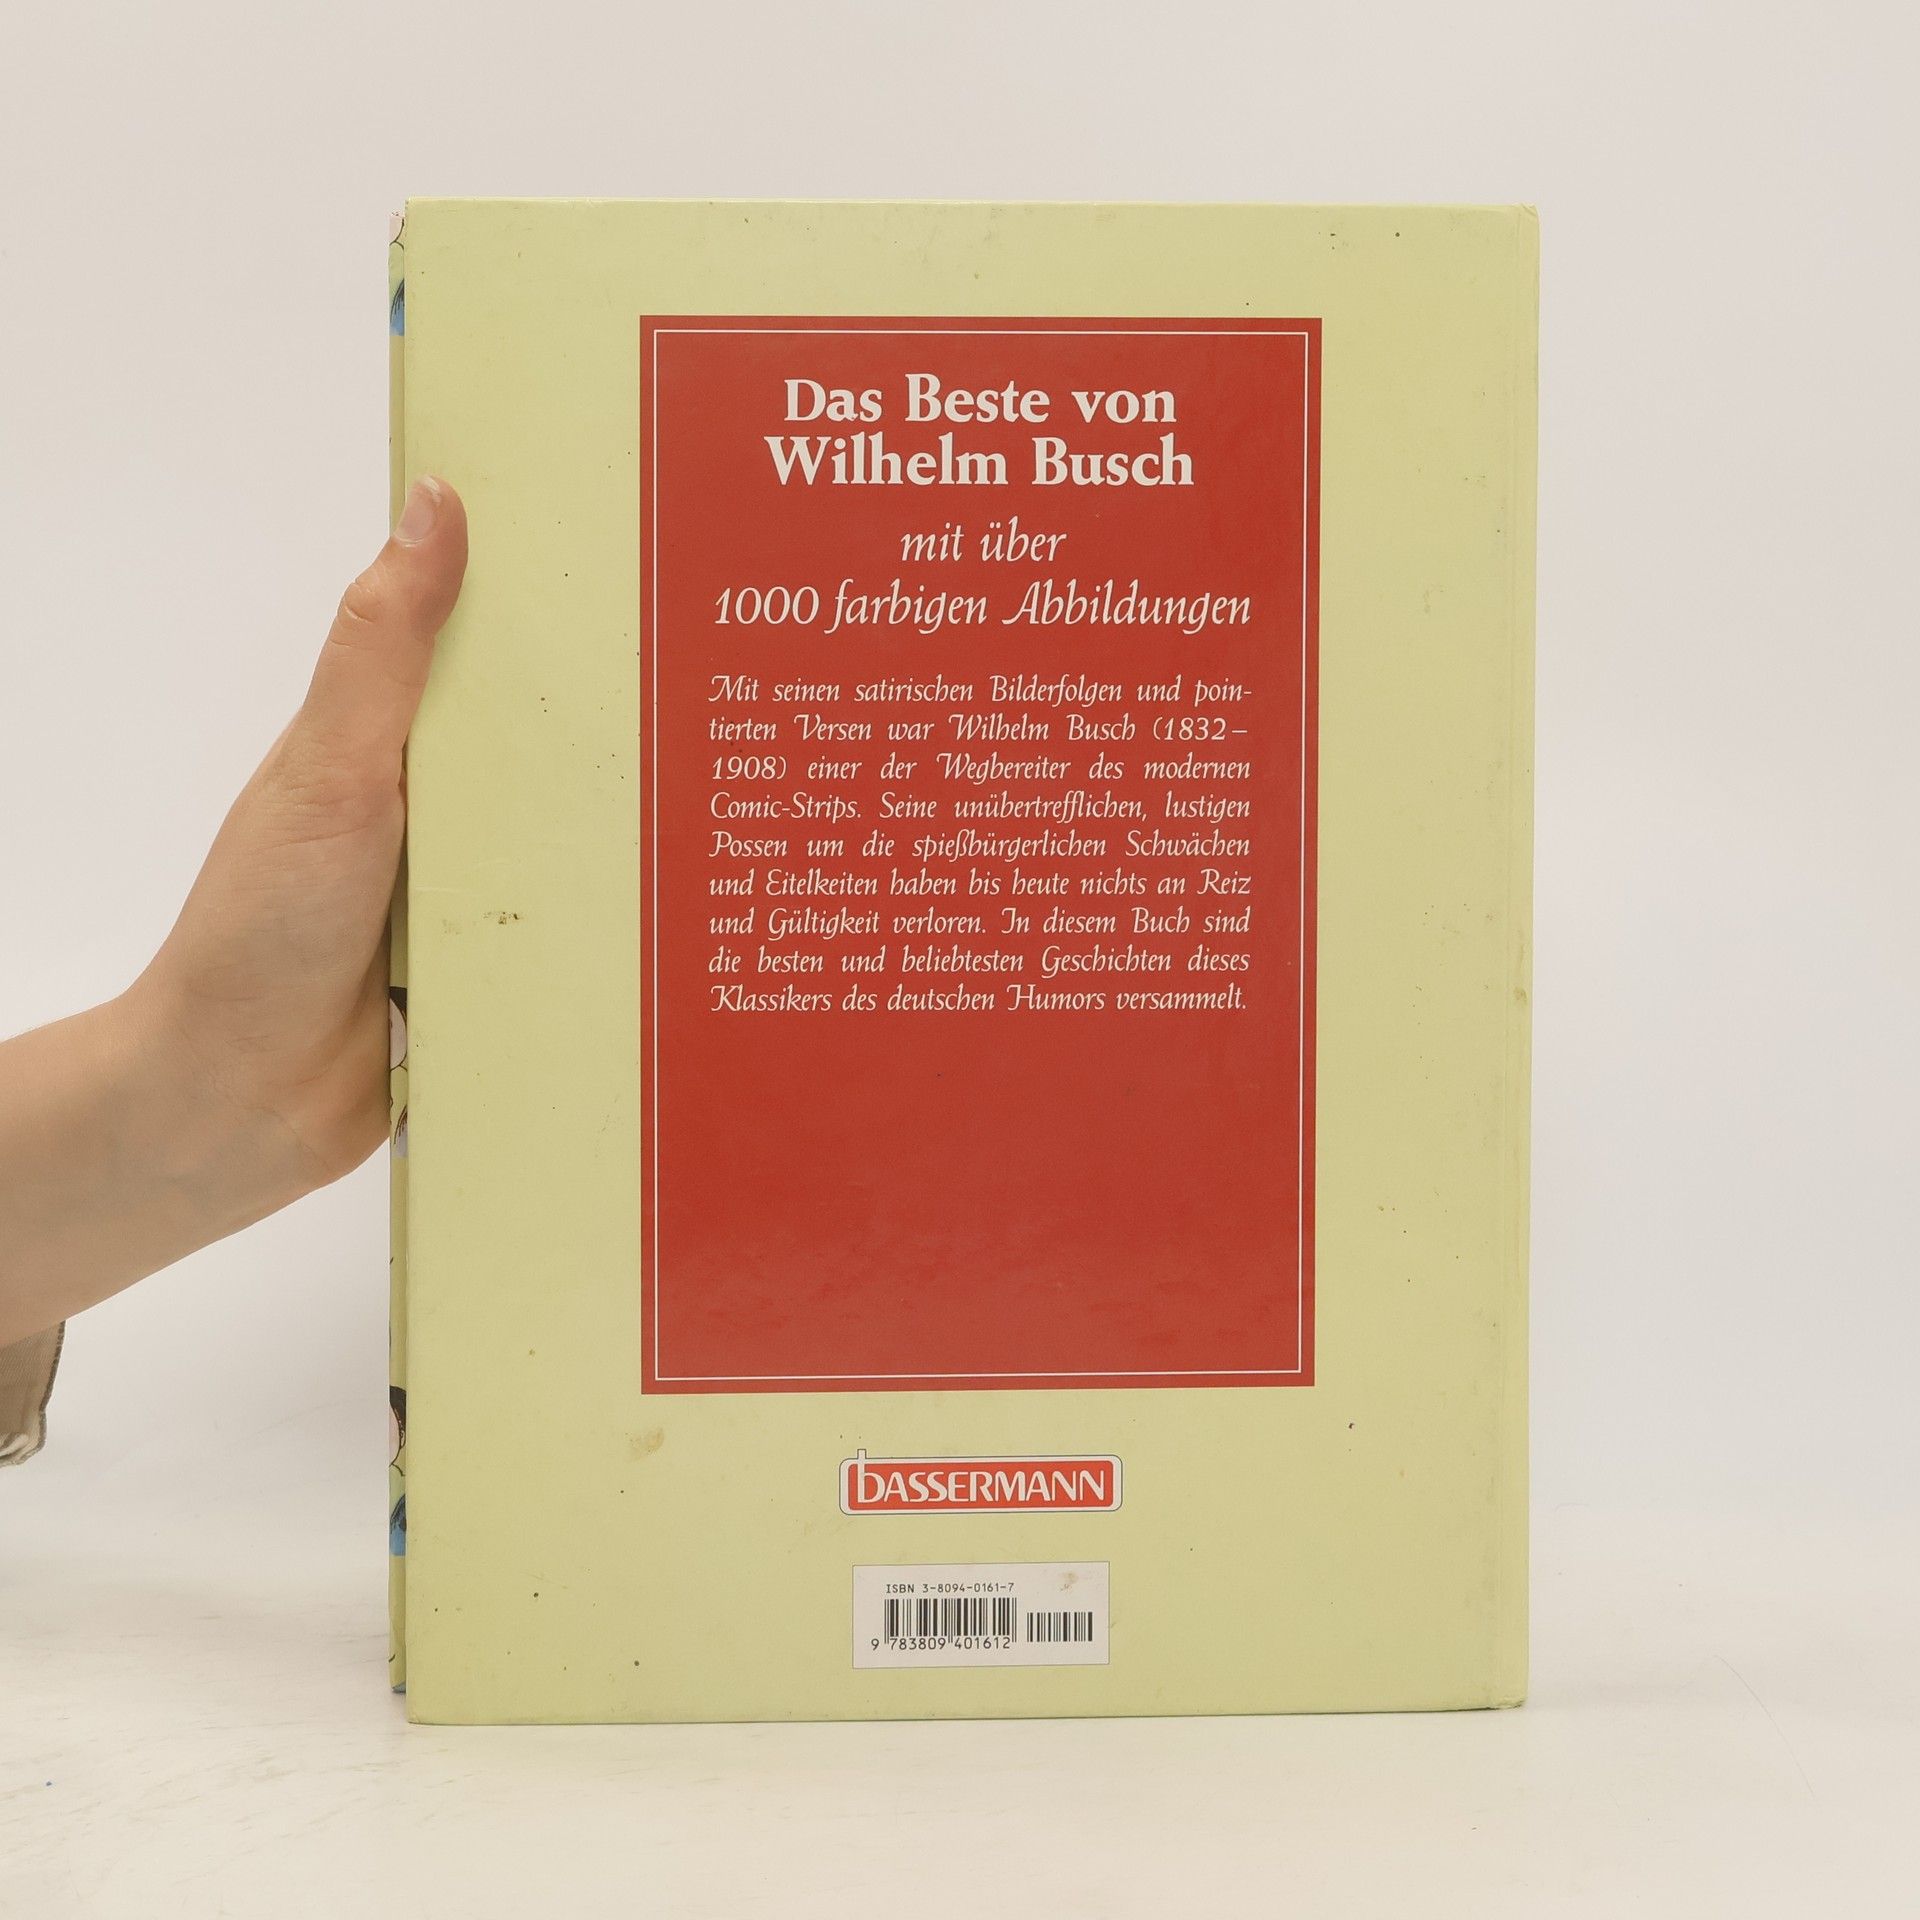 Das Beste von
Wilhelm Busch
mit über
1000 farbigen Abbildungen
Mit seinen satirischen Bilderfolgen und poin-
tierten Versen war Wilhelm Busch (1832–
1908) einer der Wegbereiter des modernen
Comic-Strips. Seine unübertrefflichen, lustigen
Possen um die spießbürgerlichen Schwächen
und Eitelkeiten haben bis heute nichts an Reiz
und Gültigkeit verloren. In diesem Buch sind
die besten und beliebtesten Geschichten dieses
Klassikers des deutschen Humors versammelt.
bASSERMANN
ISBN 3-8094-0161-7
9 783809 401612